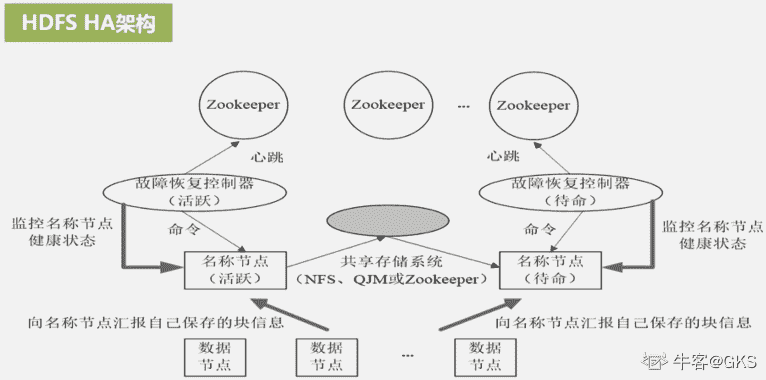 HDFS HA架构
Zookeeper
Zookeeper
...
Zookeeper
心跳
心跳
故障恢复控制器
（活跃）
故障恢复控制器
（待命）
监控名称节点
健康状态
命令
命令
监控名称节点
健康状态
名称节点
（活跃）
共享存储系统
（NFS、QJM或Zookeeper）
名称节点
（待命）
向名称节点汇报自己保存的块信息
向名称节点汇报自己保存的块信息
数据
节点
数据
节点
...
数据
节点
牛客@GKS